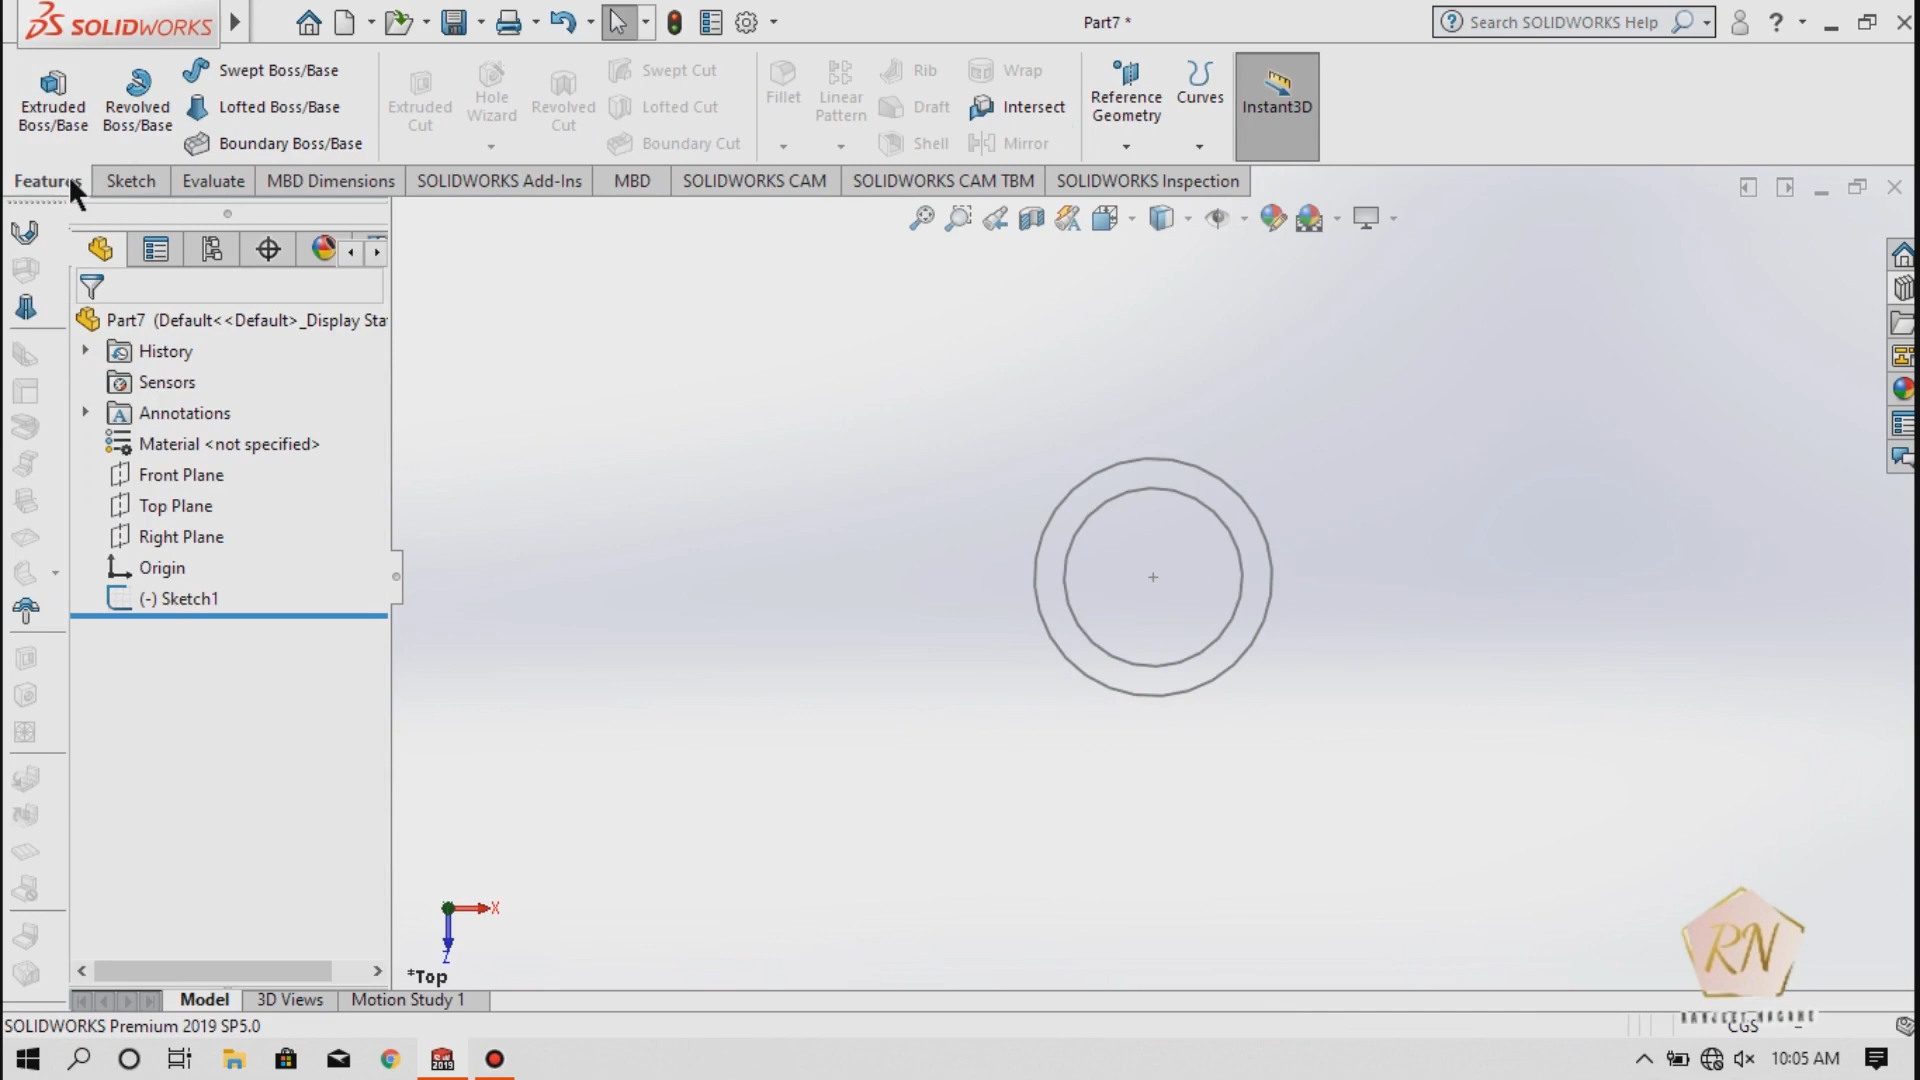 SOLIDWORKS
Part7 *
Search SOLIDWORKS Help
?
Extruded Boss/Base
Revolved Boss/Base
Swept Boss/Base
Lofted Boss/Base
Boundary Boss/Base
Extruded Cut
Hole Wizard
Revolved Cut
Swept Cut
Lofted Cut
Boundary Cut
Fillet
Linear Pattern
Rib
Draft
Shell
Wrap
Intersect
Mirror
Reference Geometry
Curves
Instant3D
Features
Sketch
Evaluate
MBD Dimensions
SOLIDWORKS Add-Ins
MBD
SOLIDWORKS CAM
SOLIDWORKS CAM TBM
SOLIDWORKS Inspection
Part7 (Default<<Default>_Display Sta
History
Sensors
Annotations
Material <not specified>
Front Plane
Top Plane
Right Plane
Origin
(-) Sketch1
X
Z
*Top
RN
Model
3D Views
Motion Study 1
SOLIDWORKS Premium 2019 SP5.0
CGS
2019
10:05 AM